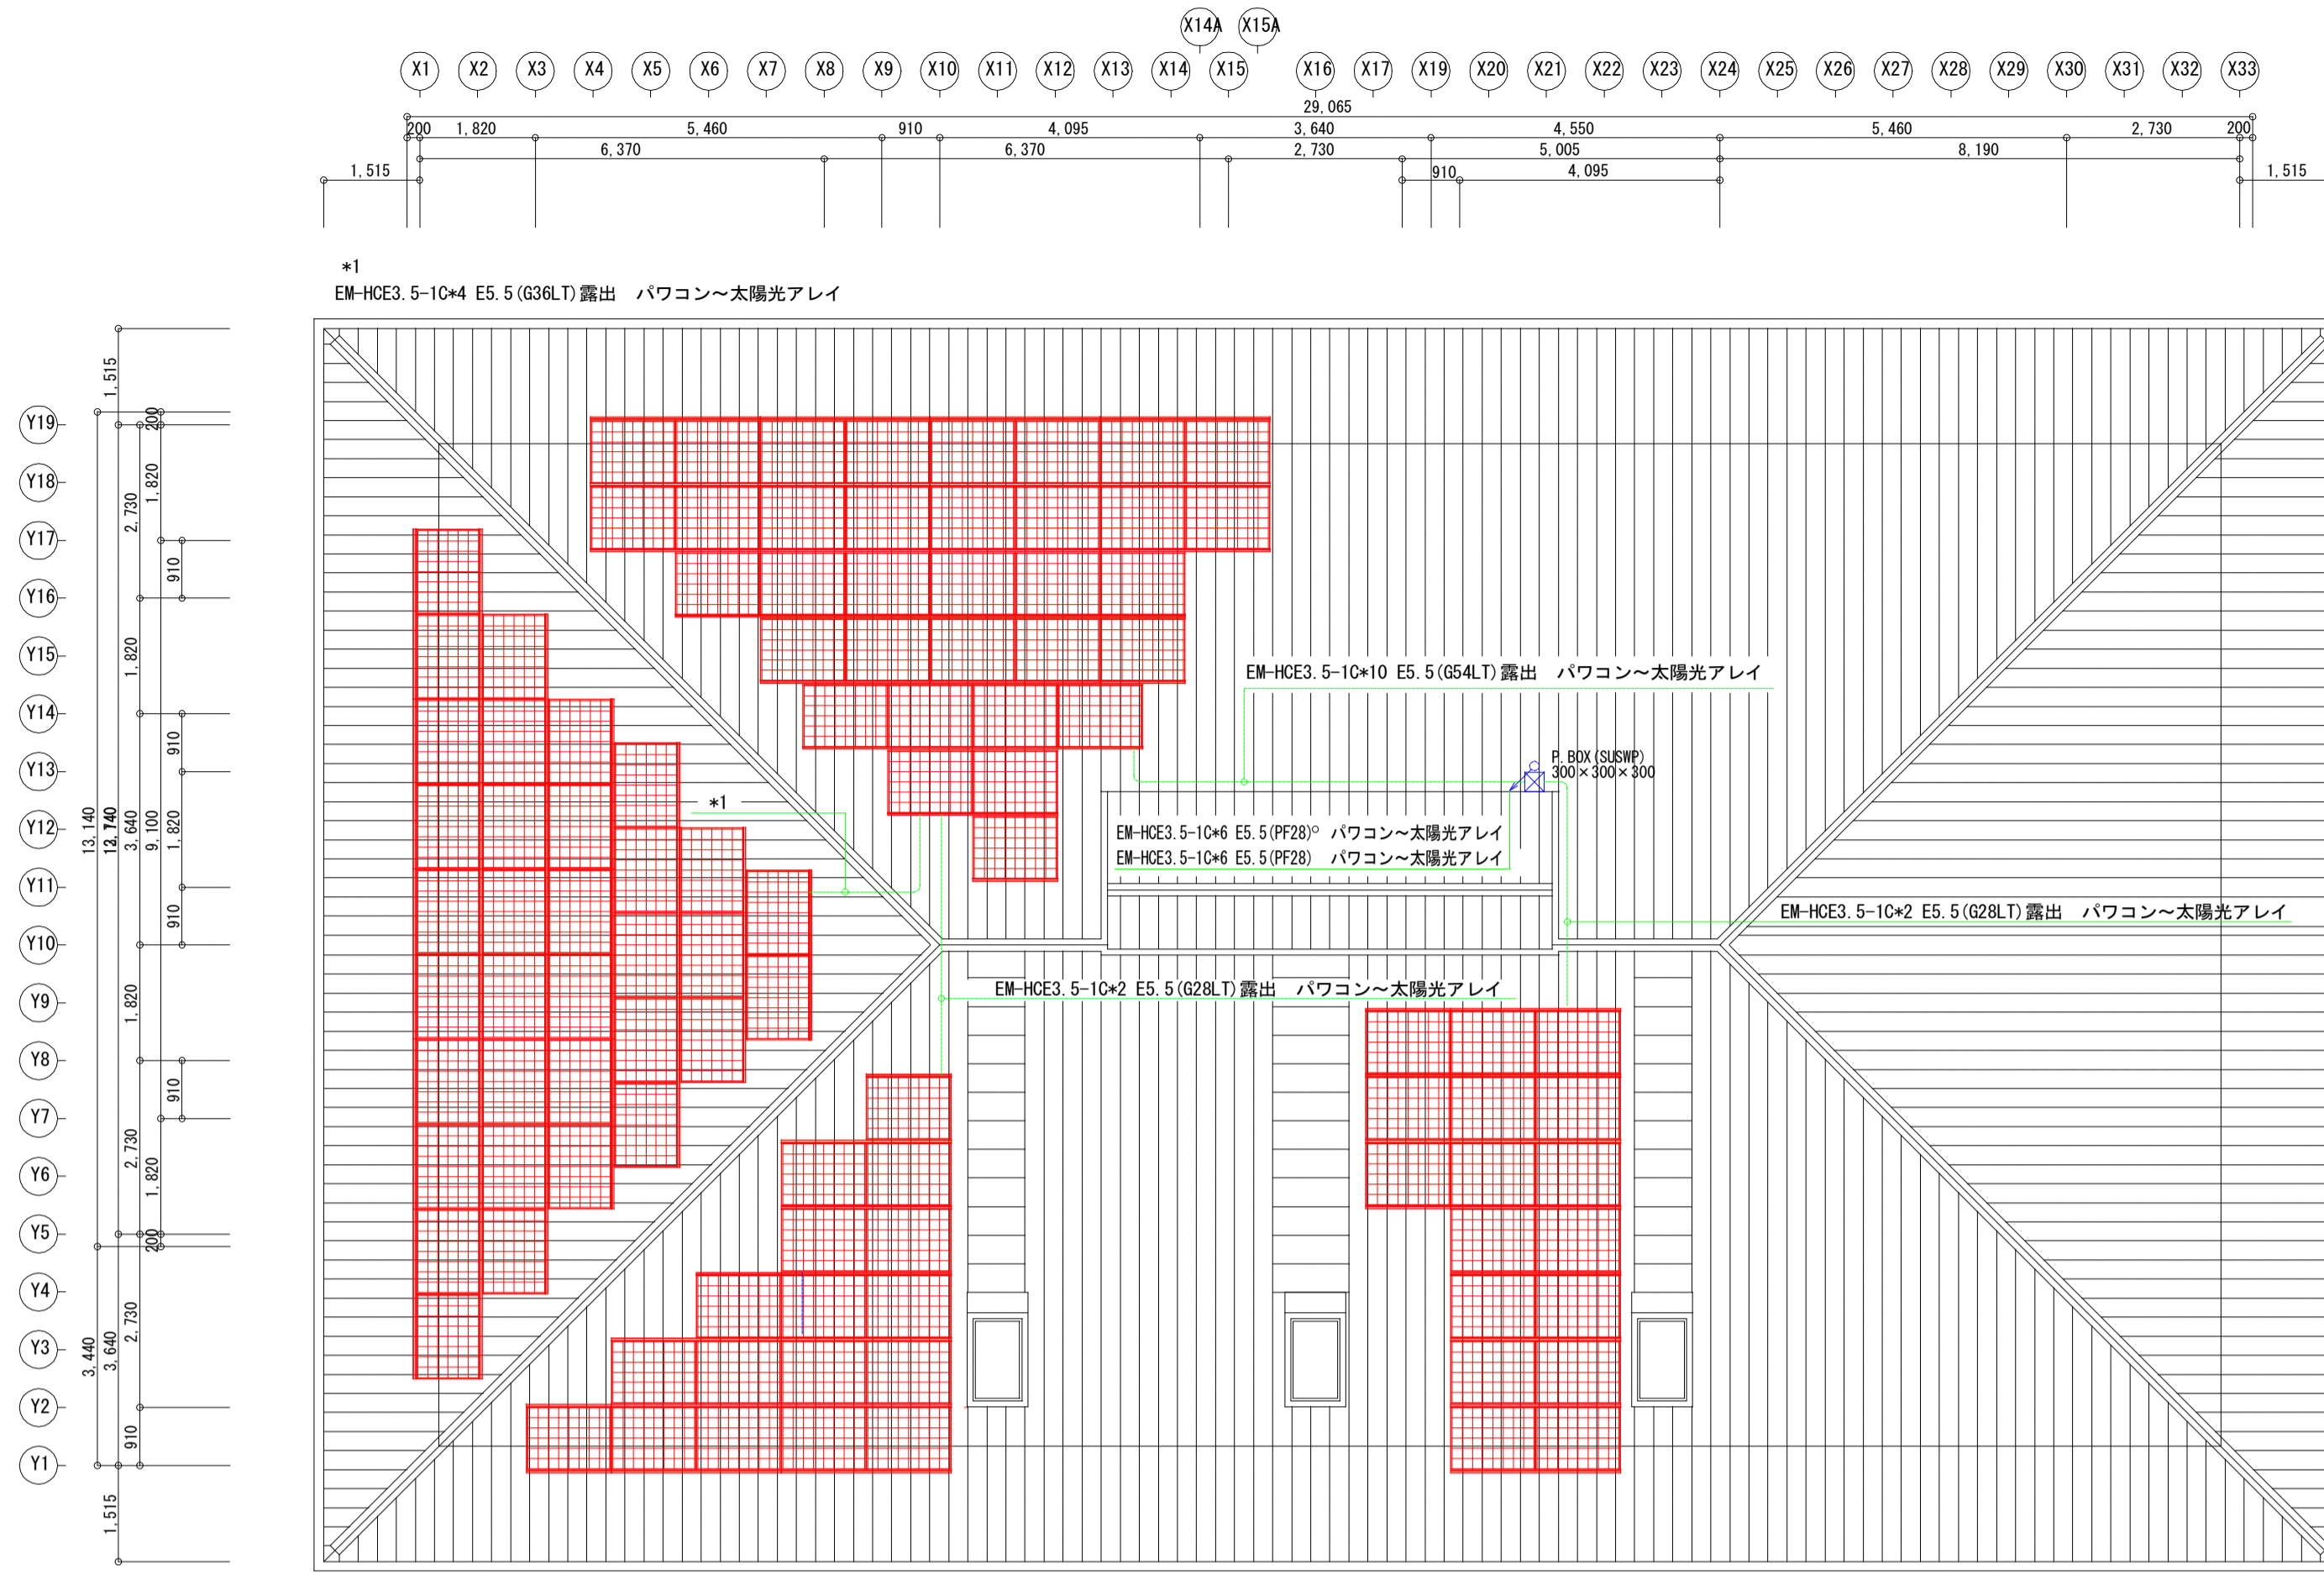 X14A X15A
X1 X2 X3 X4 X5 X6 X7 X8 X9 X10 X11 X12 X13 X14 X15 X16 X17 X19 X20 X21 X22 X23 X24 X25 X26 X27 X28 X29 X30 X31 X32 X33
29,065
200 1,820 5,460 910 4,095 3,640 4,550 5,460 2,730 200
6,370 6,370 2,730 5,005 8,190
1,515 910 4,095 1,515
*1
EM-HCE3.5-1C*4 E5.5(G36LT)露出 パワコン～太陽光アレイ
1,515
Y19
200
Y18
1,820
2,730
Y17
910
Y16
Y15
1,820
EM-HCE3.5-1C*10 E5.5(G54LT)露出 パワコン～太陽光アレイ
Y14
910
P.BOX(SUSWP)
Y13
300×300×300
*1
Y12
13,140
3,640
9,100
1,820
EM-HCE3.5-1C*6 E5.5(PF28)° パワコン～太陽光アレイ
EM-HCE3.5-1C*6 E5.5(PF28) パワコン～太陽光アレイ
Y11
910
EM-HCE3.5-1C*2 E5.5(G28LT)露出 パワコン～太陽光アレイ
Y10
EM-HCE3.5-1C*2 E5.5(G28LT)露出 パワコン～太陽光アレイ
Y9
1,820
Y8
910
Y7
2,730
Y6
1,820
Y5
200
Y4
2,730
Y3
3,440
3,640
Y2
910
Y1
1,515